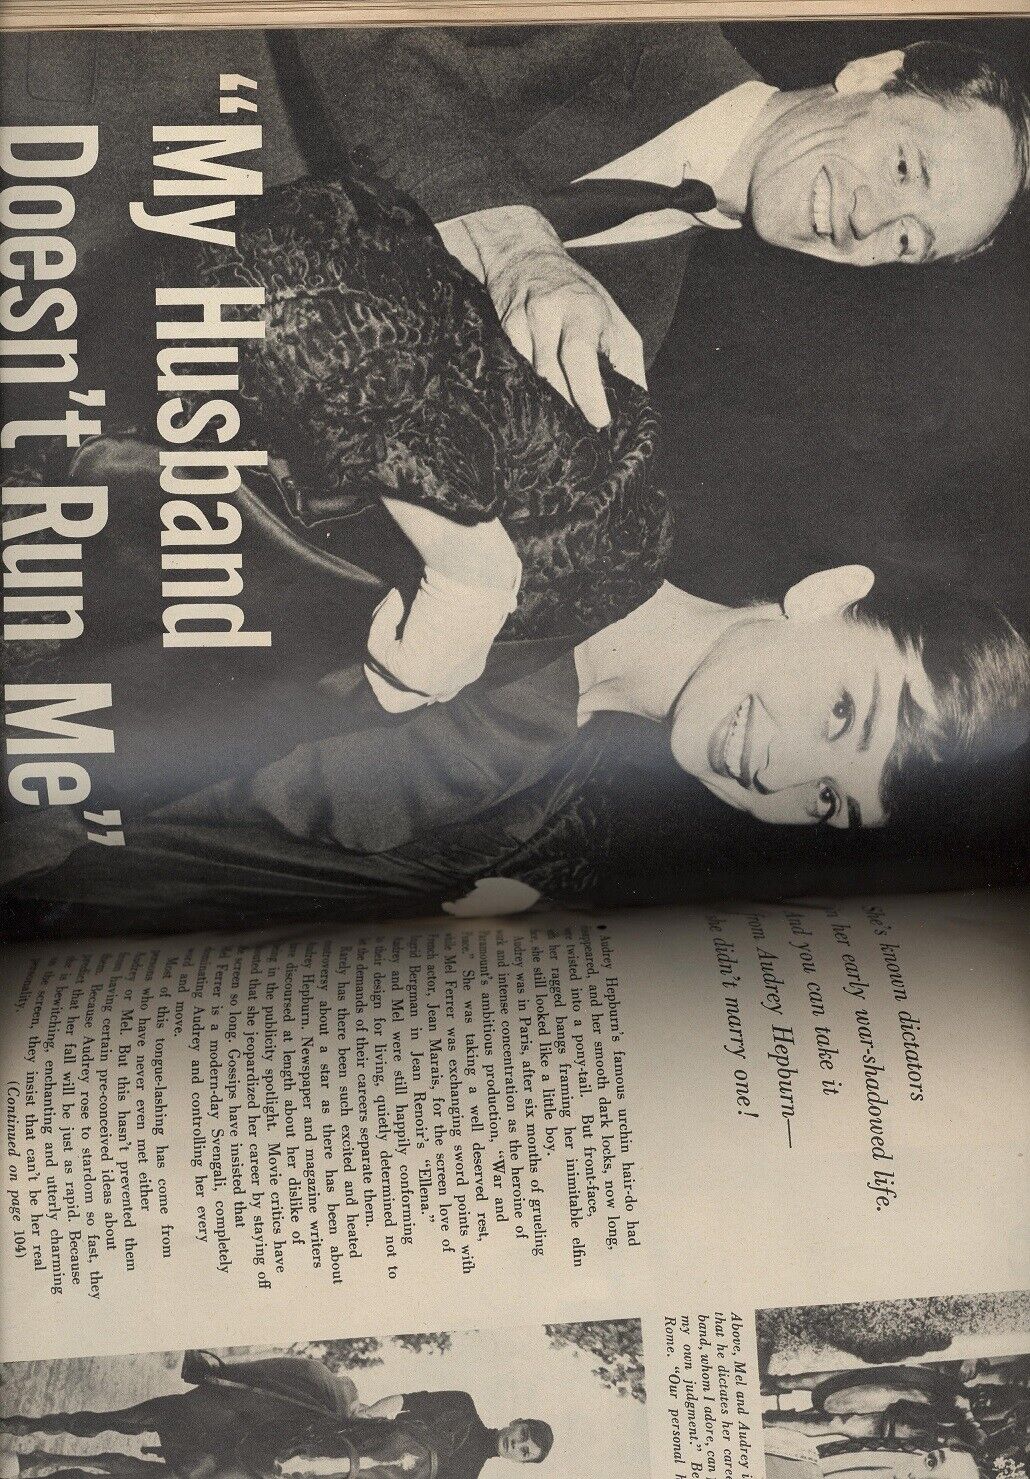 “My Husband
Doesn’t Run Me”
She’s known dictators
in her early war-shadowed life.
And you can take it
from Audrey Hepburn—
she didn’t marry one!
• Audrey Hepburn’s famous urchin hair-do had
disappeared, and her smooth dark locks, now long,
were twisted into a pony-tail. But front-face,
with her ragged bangs framing her inimitable elfin
she still looked like a little boy.
Audrey was in Paris, after six months of grueling
work and intense concentration as the heroine of
Paramount’s ambitious production, “War and
Peace.” She was taking a well deserved rest,
while Mel Ferrer was exchanging sword points with
French actor, Jean Marais, for the screen love of
Ingrid Bergman in Jean Renoir’s “Ellena.”
Audrey and Mel were still happily conforming
to their design for living, quietly determined not to
let the demands of their careers separate them.
Rarely has there been such excited and heated
controversy about a star as there has been about
Audrey Hepburn. Newspaper and magazine writers
have discoursed at length about her dislike of
being in the publicity spotlight. Movie critics have
insisted that she jeopardized her career by staying off
the screen so long. Gossips have insisted that
Mel Ferrer is a modern-day Svengali, completely
dominating Audrey and controlling her every
word and move.
Most of this tongue-lashing has come from
persons who have never even met either
Audrey or Mel. But this hasn’t prevented them
from having certain pre-conceived ideas about
them. Because Audrey rose to stardom so fast, they
predict that her fall will be just as rapid. Because
she is bewitching, enchanting and utterly charming
on the screen, they insist that can’t be her real
personality. (Continued on page 104)
Above, Mel and Audrey
that he dictates her
band, whom I adore, can
my own judgment.”
Rome. “Our personal